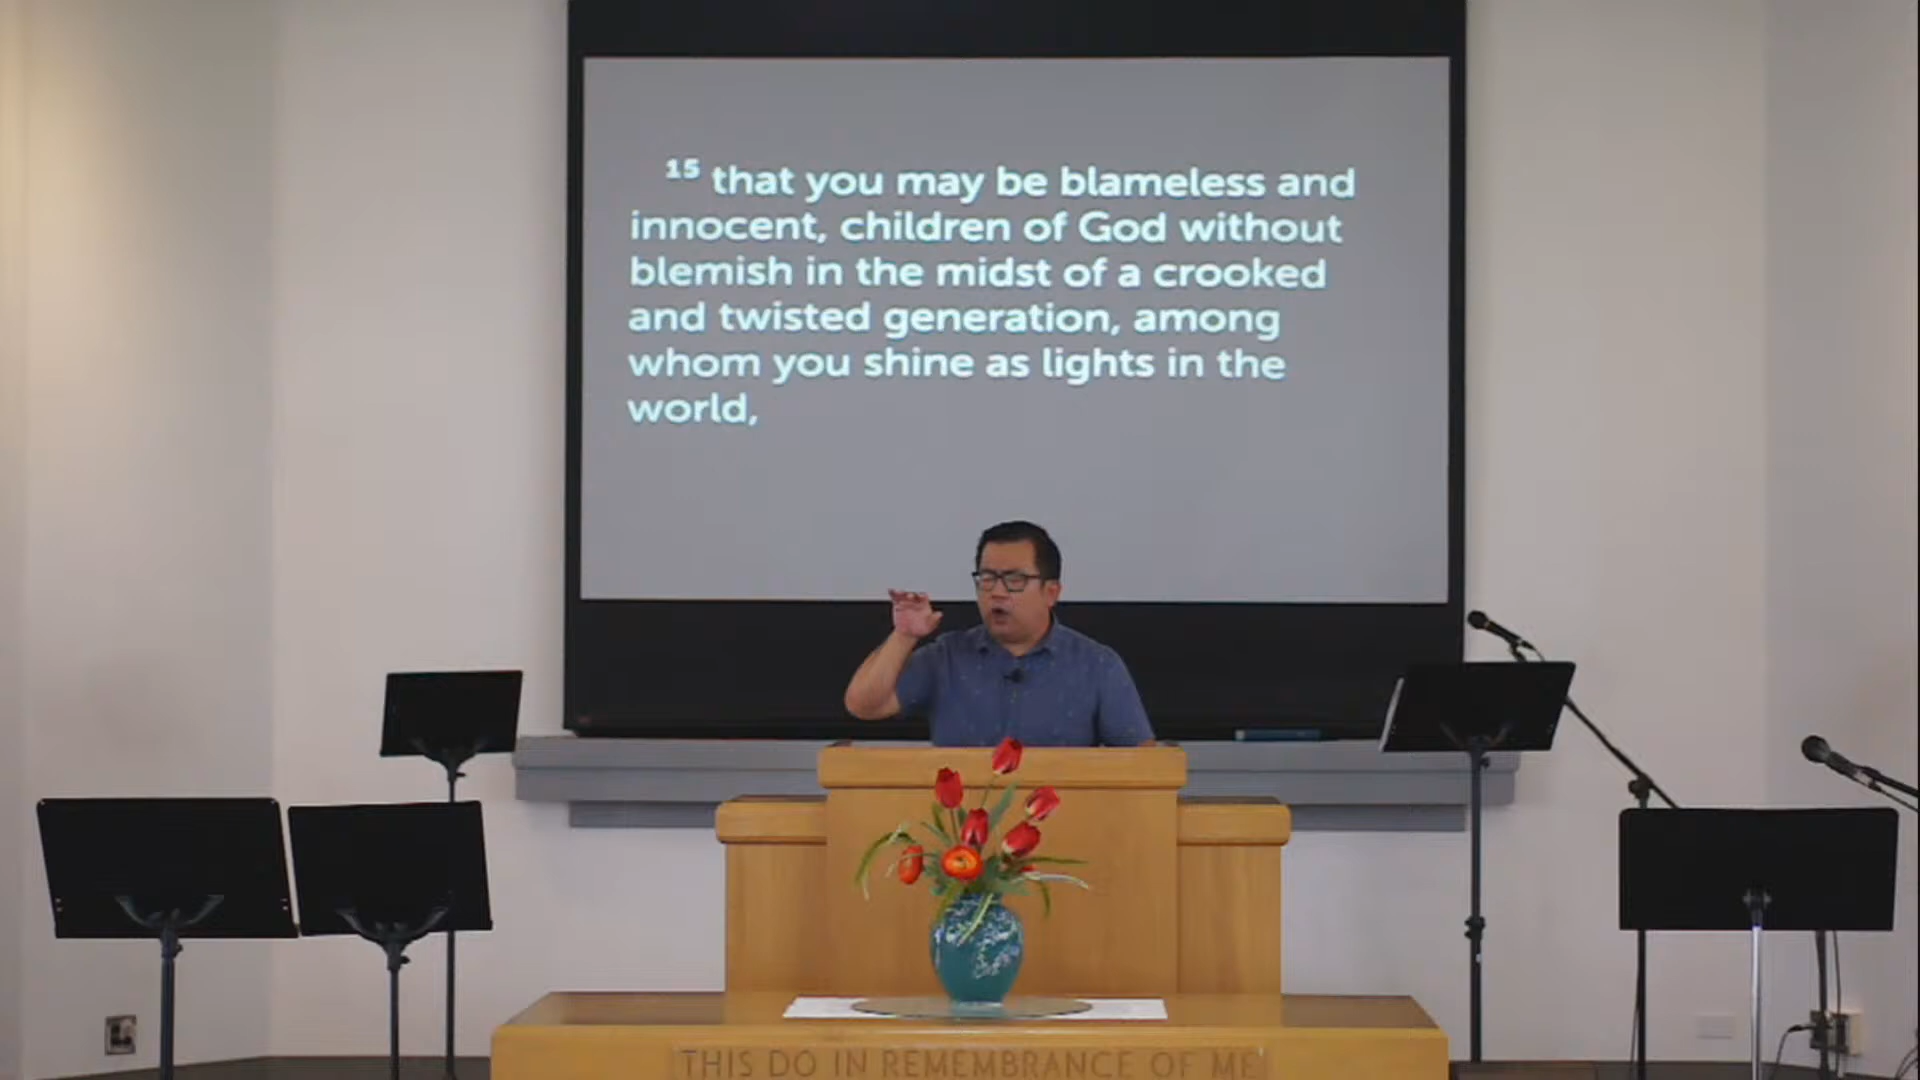 15 that you may be blameless and
innocent, children of God without
blemish in the midst of a crooked
and twisted generation, among
whom you shine as lights in the
world,
THIS DO IN REMEMBRANCE OF ME